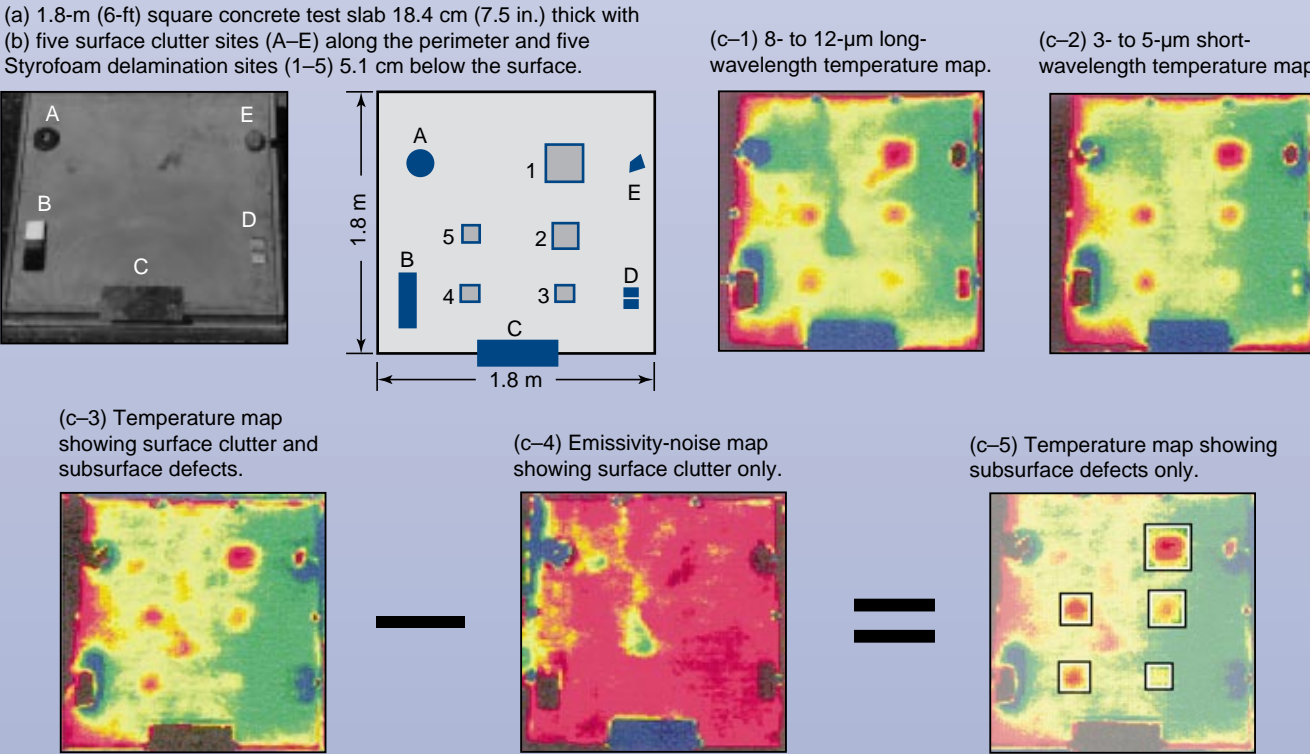 (a) 1.8-m (6-ft) square concrete test slab 18.4 cm (7.5 in.) thick with
(b) five surface clutter sites (A–E) along the perimeter and five
Styrofoam delamination sites (1–5) 5.1 cm below the surface.
(c–1) 8- to 12-µm long-
wavelength temperature map.
(c–2) 3- to 5-µm short-
wavelength temperature map
A
E
B
D
C
1.8 m
A
1
E
5
2
B
D
4
3
C
1.8 m
(c–3) Temperature map
showing surface clutter and
subsurface defects.
(c–4) Emissivity-noise map
showing surface clutter only.
(c–5) Temperature map showing
subsurface defects only.